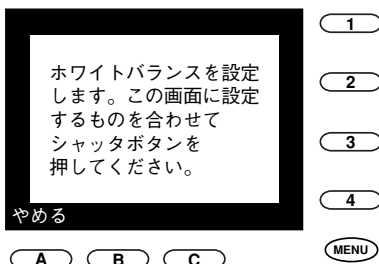 1
ホワイトバランスを設定
します。この画面に設定
するものを合わせて
シャッタボタンを
押してください。
2
3
4
やめる
MENU
A B C